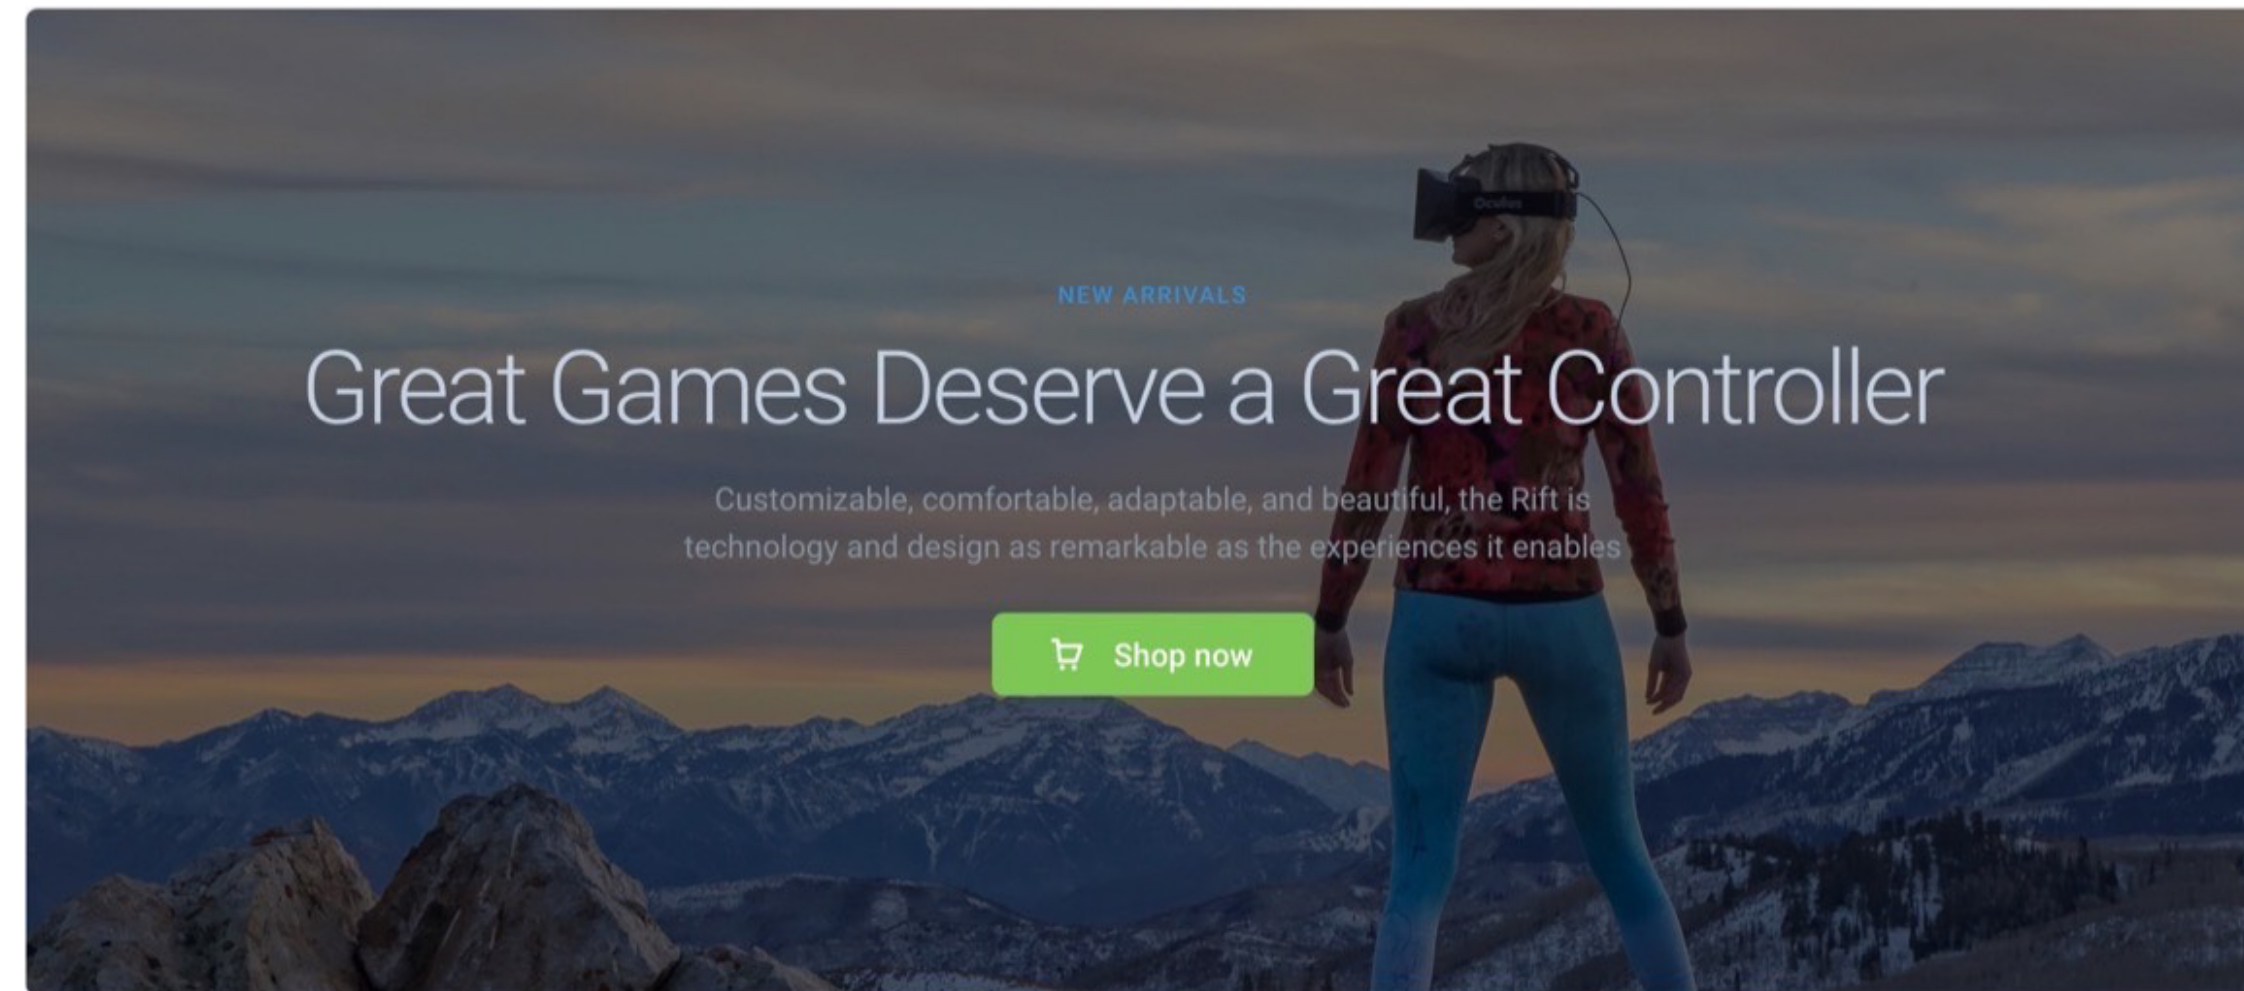 Oculus
NEW ARRIVALS
Great Games Deserve a Great Controller
Customizable, comfortable, adaptable, and beautiful, the Rift is
technology and design as remarkable as the experiences it enables
Shop now